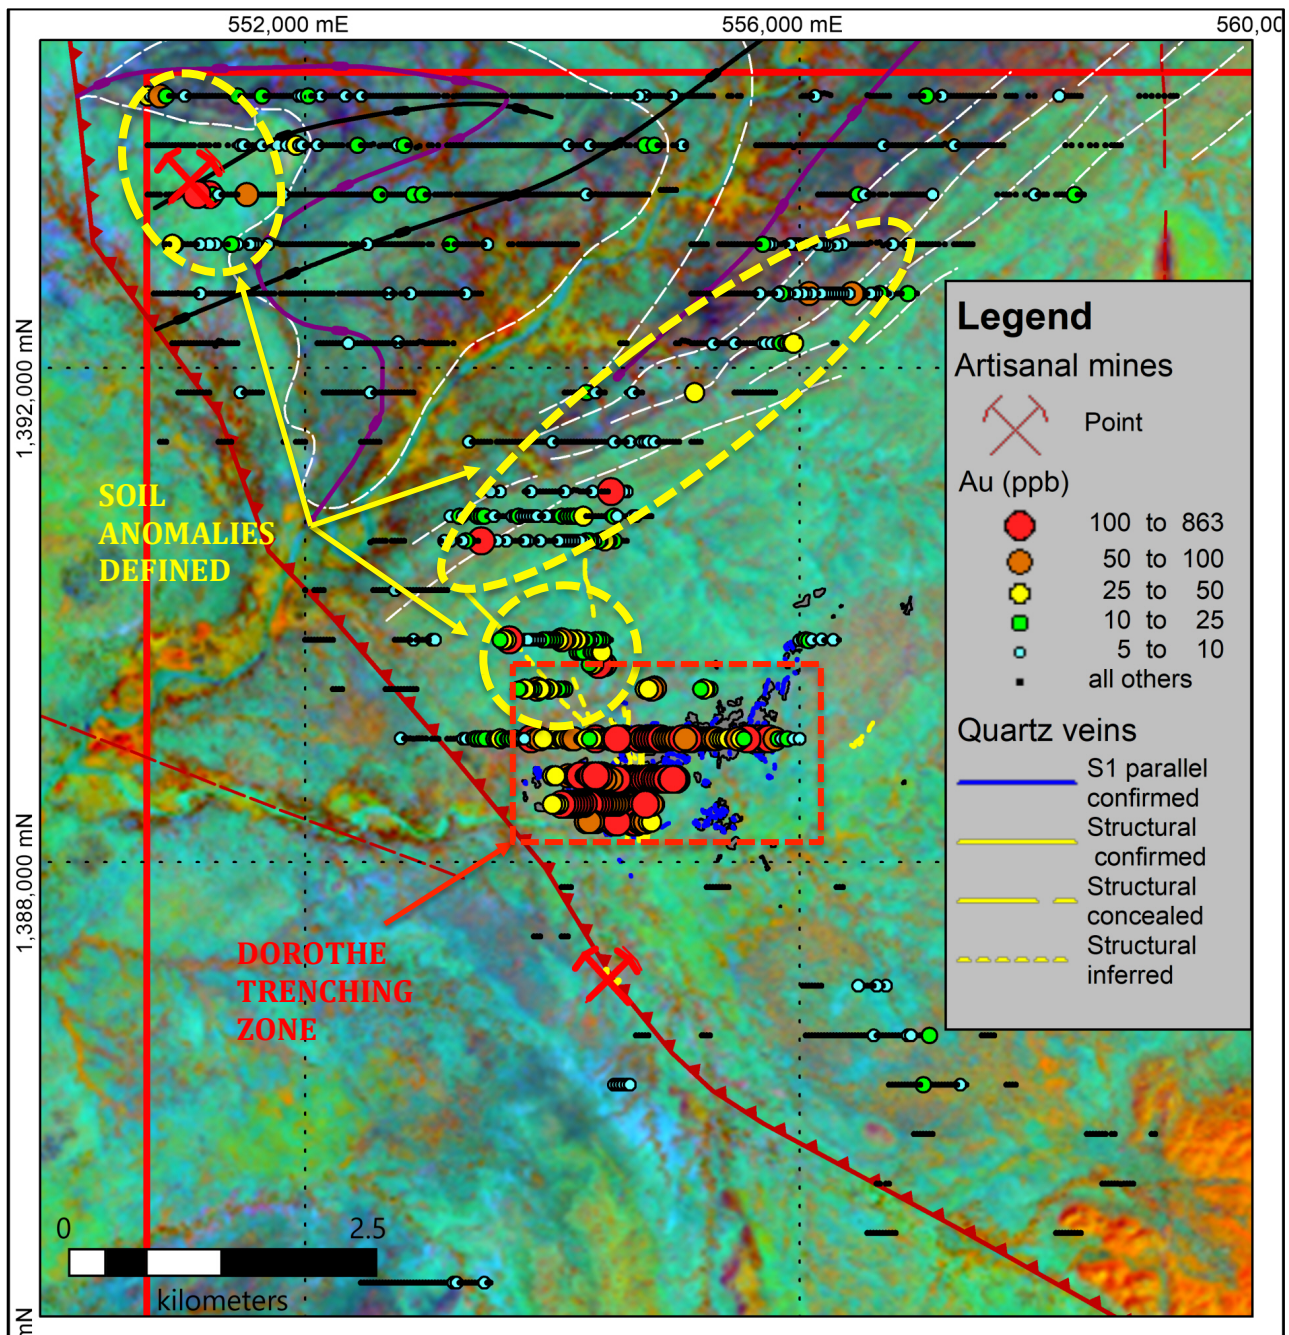 552,000 mE
556,000 mE
560,00
1,392,000 mN
1,388,000 mN
mN
SOIL
ANOMALIES
DEFINED
DOROTHE
TRENCHING
ZONE
0
2.5
kilometers
Legend
Artisanal mines
Point
Au (ppb)
100 to 863
50 to 100
25 to 50
10 to 25
5 to 10
all others
Quartz veins
S1 parallel
confirmed
Structural
confirmed
Structural
concealed
Structural
inferred